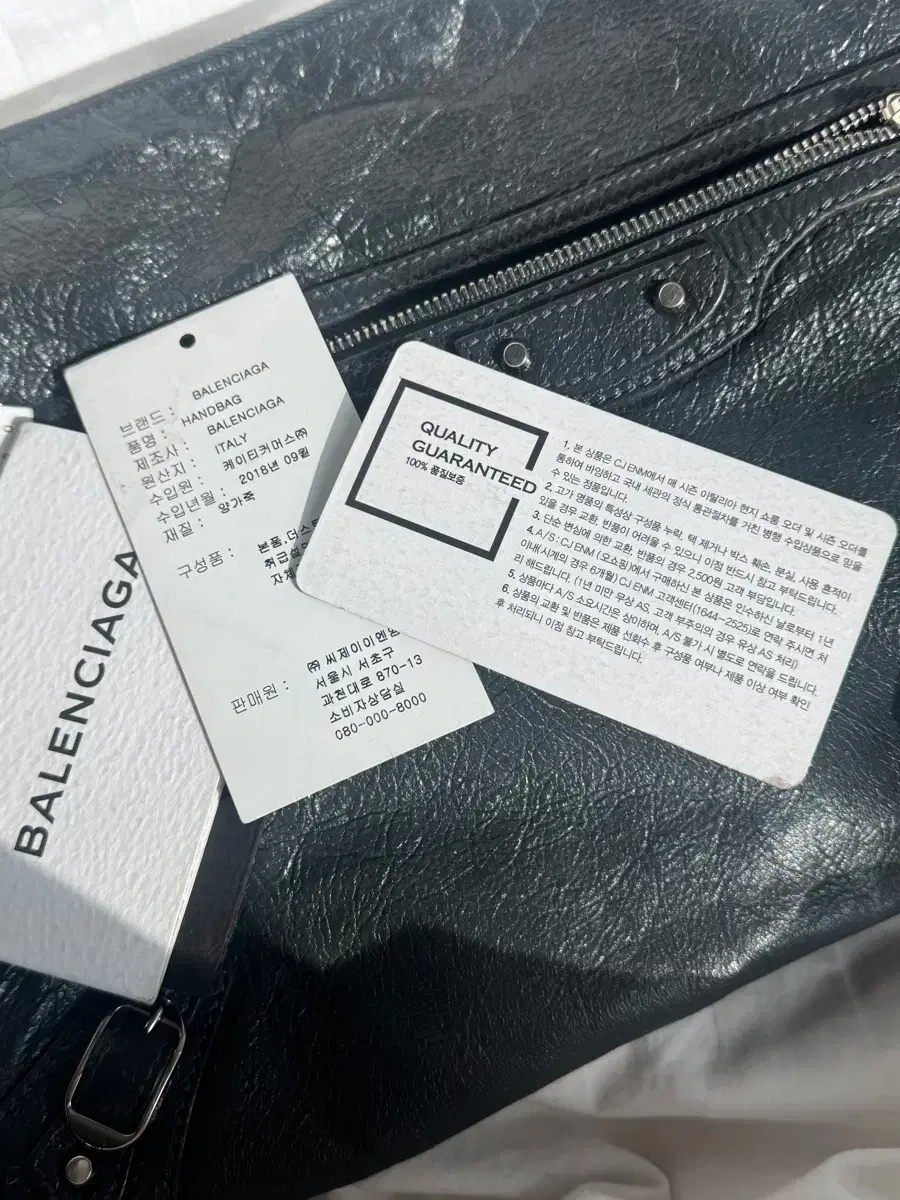 BALENCIAGA
브랜드 : BALENCIAGA
품명 : HANDBAG
제조사 : BALENCIAGA
원산지 : ITALY
수입원 : 케이티커머스㈜
수입년월 : 2018년 09월
재질 : 양가죽
구성품 : 본품,더스트
취급설명
자체
판매원 : ㈜ 씨제이이엔엠
서울시 서초구
과천대로 870-13
소비자상담실
080-000-8000
QUALITY
GUARANTEED
100% 품질보증
1. 본 상품은 CJ ENM에서 매 시즌 이탈리아 현지 쇼룸 오더 및 시즌 오더를
통하여 바잉하고 국내 세관의 정식 통관절차를 거친 병행 수입상품으로 믿을
수 있는 정품입니다.
2. 고가 명품의 특성상 구성품 누락, 택 제거나 박스 훼손, 분실, 사용 흔적이
있을 경우 교환, 반품이 어려울 수 있으니 이점 반드시 참고 부탁드립니다.
3. 단순 변심에 의한 교환, 반품의 경우 2,500원 고객 부담입니다.
4. A/S : CJ ENM (오쇼핑)에서 구매하신 본 상품은 인수하신 날로부터 1년
이내(시계의 경우 6개월) CJ ENM 고객센터(1644-2525)로 연락 주시면 처
리 해드립니다. (1년 미만 무상 AS, 고객 부주의의 경우 유상 AS 처리)
5. 상품마다 A/S 소요시간은 상이하며, A/S 불가 시 별도로 연락을 드립니다.
6. 상품의 교환 및 반품은 제품 선회수 후 구성품 여부나 제품 이상 여부 확인
후 처리되니 이점 참고 부탁드립니다.